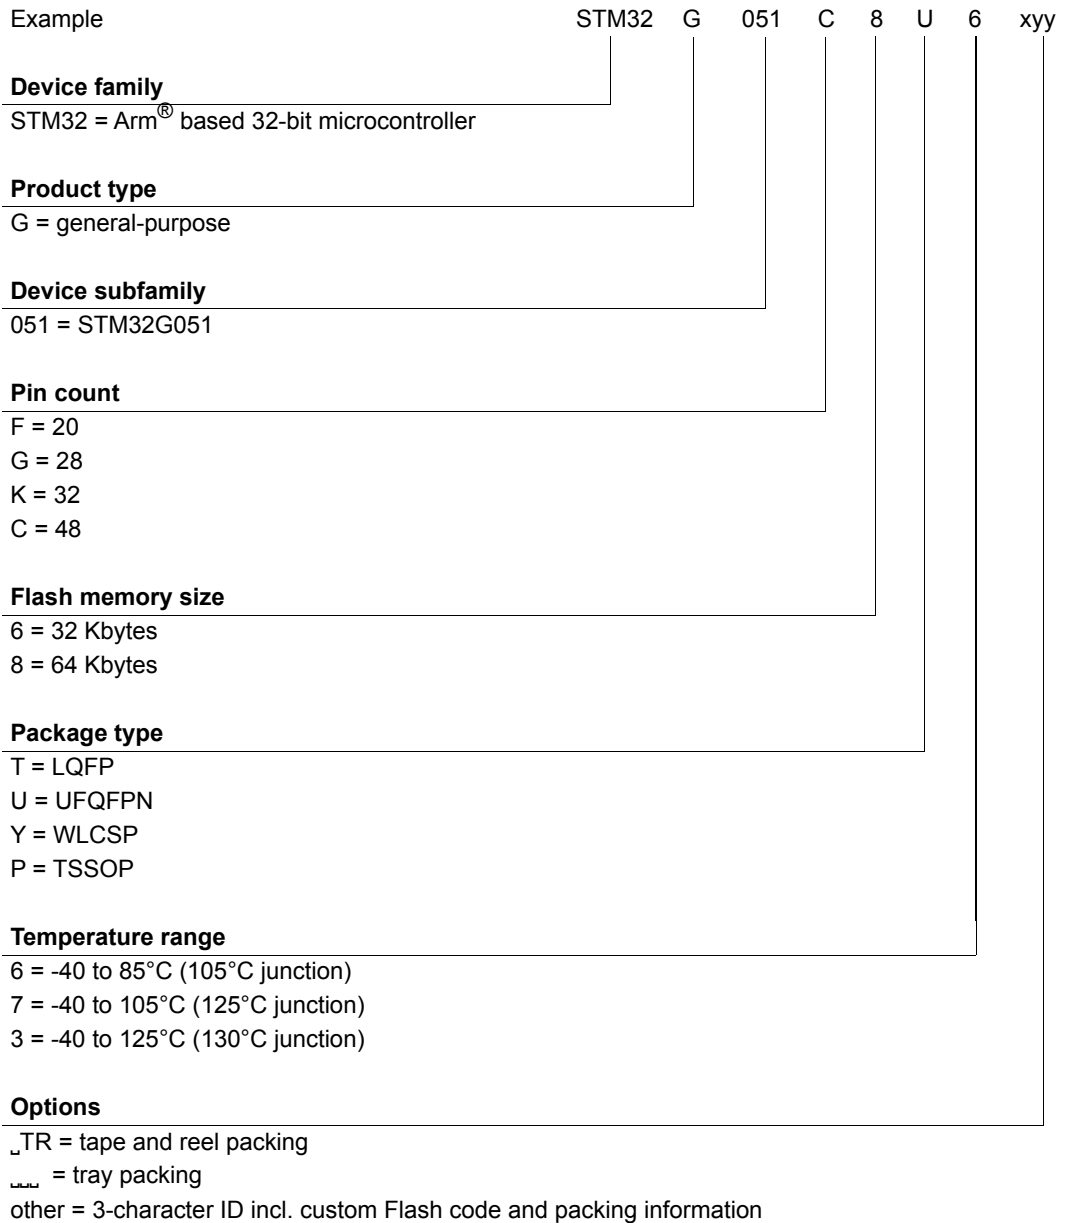 Example STM32 G 051 C 8 U 6 xyy
Device family
STM32 = Arm® based 32-bit microcontroller
Product type
G = general-purpose
Device subfamily
051 = STM32G051
Pin count
F = 20
G = 28
K = 32
C = 48
Flash memory size
6 = 32 Kbytes
8 = 64 Kbytes
Package type
T = LQFP
U = UFQFPN
Y = WLCSP
P = TSSOP
Temperature range
6 = -40 to 85°C (105°C junction)
7 = -40 to 105°C (125°C junction)
3 = -40 to 125°C (130°C junction)
Options
␣TR = tape and reel packing
␣␣␣ = tray packing
other = 3-character ID incl. custom Flash code and packing information